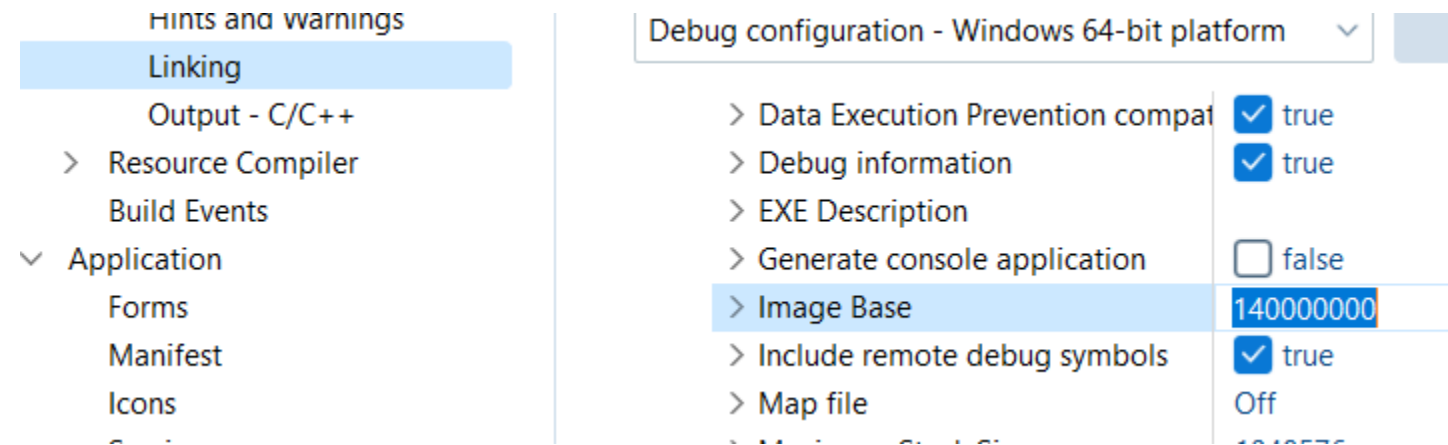 Hints and Warnings
Linking
Output - C/C++
Resource Compiler
Build Events
Application
Forms
Manifest
Icons
Debug configuration - Windows 64-bit platform
Data Execution Prevention compat
true
Debug information
true
EXE Description
Generate console application
false
Image Base
140000000
Include remote debug symbols
true
Map file
Off